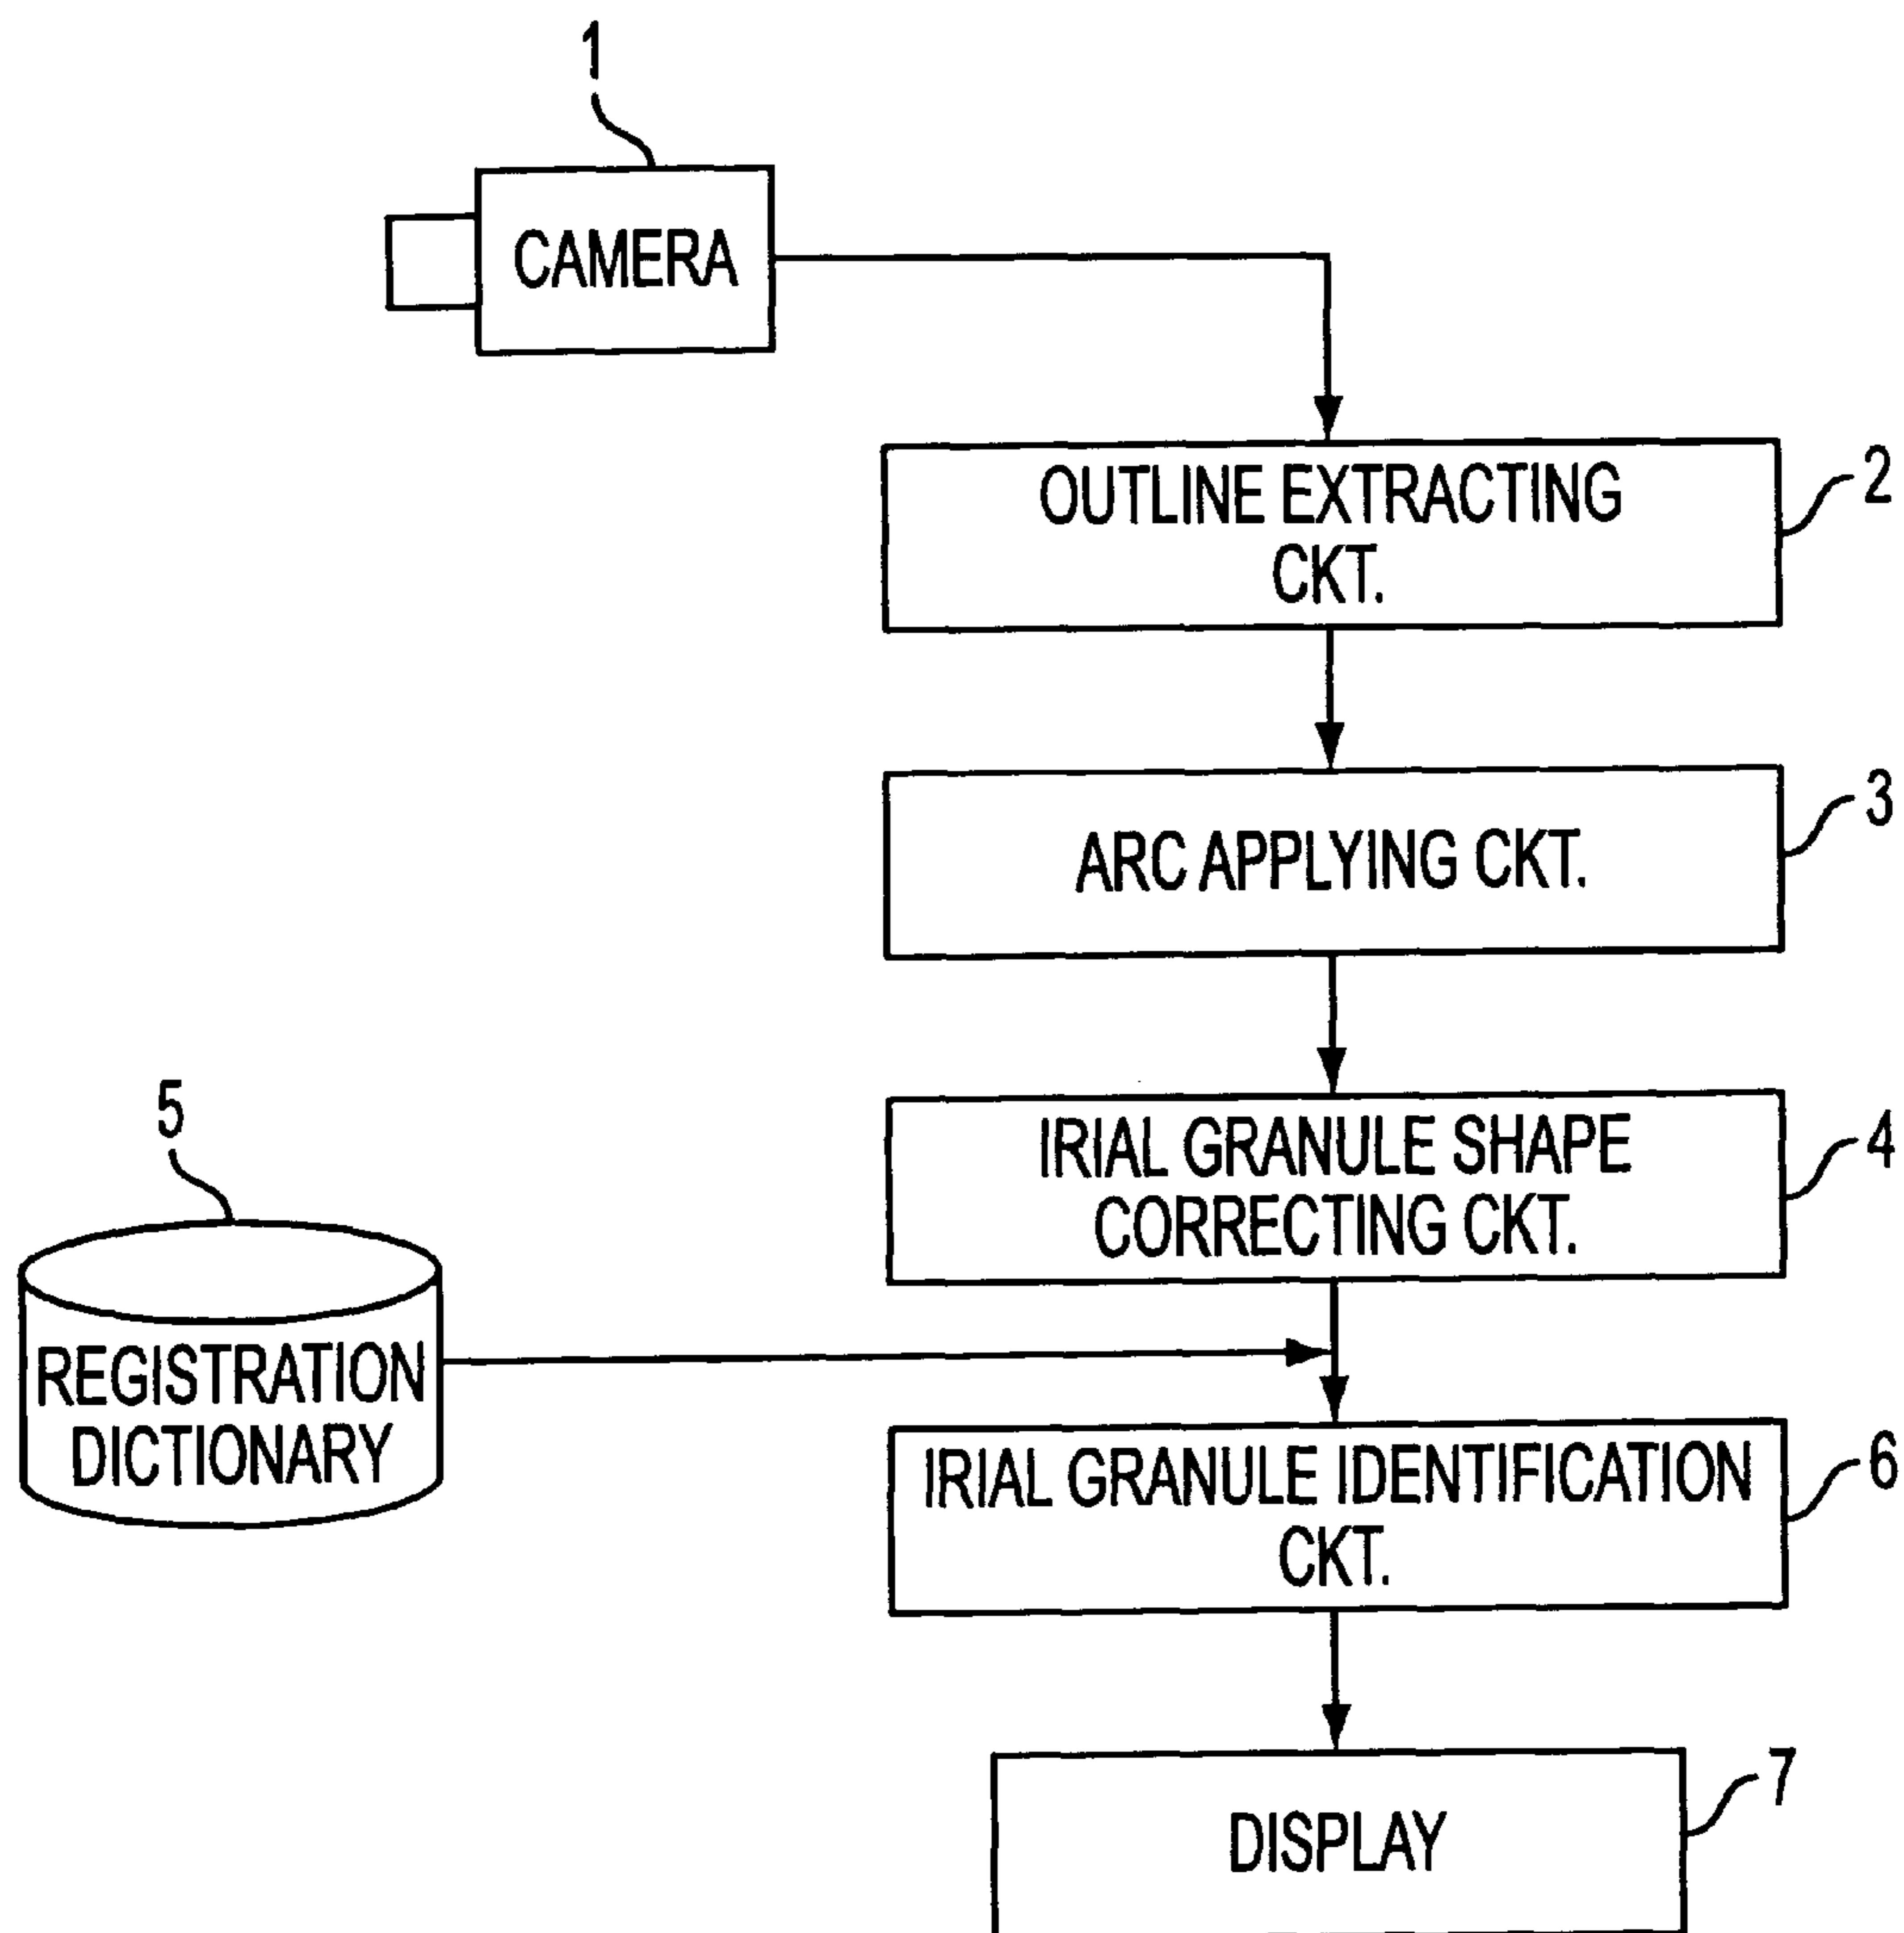 1
CAMERA
OUTLINE EXTRACTING
CKT.
2
ARC APPLYING CKT.
3
IRIAL GRANULE SHAPE
CORRECTING CKT.
4
5
REGISTRATION
DICTIONARY
IRIAL GRANULE IDENTIFICATION
CKT.
6
DISPLAY
7